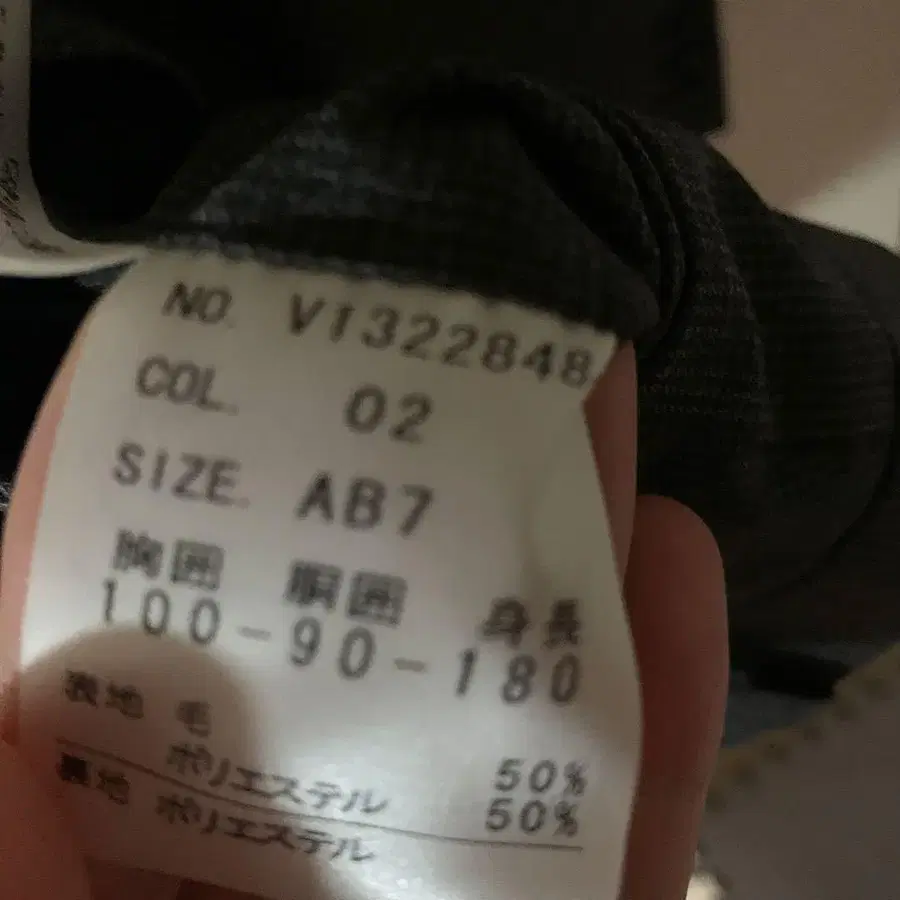 NO. VI322848
COL. 02
SIZE. AB7
胸囲 胴囲 身長
100-90-180
表地 毛 50%
ポリエステル 50%
裏地 ポリエステル